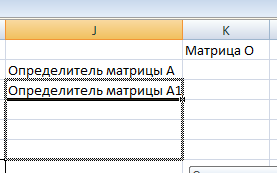 J K
Матрица О
Определитель матрицы А
Определитель матрицы А1